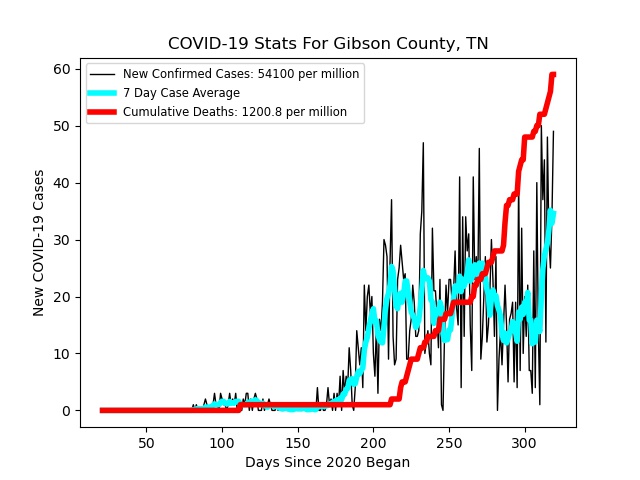 COVID-19 Stats For Gibson County, TN
New Confirmed Cases: 54100 per million
7 Day Case Average
Cumulative Deaths: 1200.8 per million
60
50
40
30
20
10
0
New COVID-19 Cases
50 100 150 200 250 300
Days Since 2020 Began